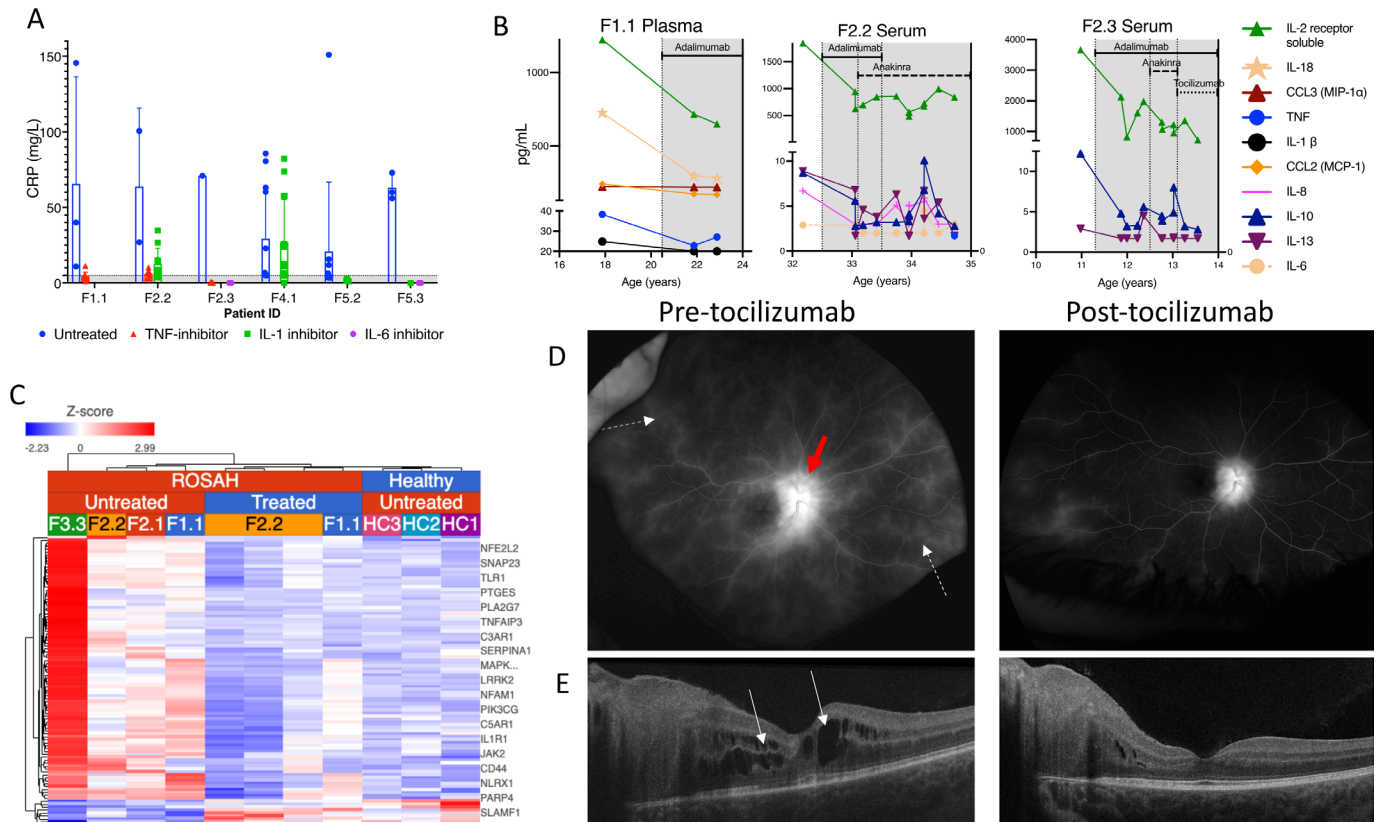 A
CRP (mg/L)
150
100
50
0
F1.1
F2.2
F2.3
F4.1
F5.2
F5.3
Patient ID
Untreated
TNF-inhibitor
IL-1 inhibitor
IL-6 inhibitor
B
F1.1 Plasma
Adalimumab
pg/mL
1000
500
40
30
20
16
18
20
22
24
Age (years)
F2.2 Serum
Adalimumab
Anakinra
1500
1000
500
10
5
0
0
32
33
34
35
Age (years)
F2.3 Serum
Adalimumab
Anakinra
Tocilizumab
4000
3000
2000
1000
10
5
0
0
10
11
12
13
14
Age (years)
IL-2 receptor
soluble
IL-18
CCL3 (MIP-1α)
TNF
IL-1 β
CCL2 (MCP-1)
IL-8
IL-10
IL-13
IL-6
C
Z-score
-2.23
0
2.99
ROSAH
Healthy
Untreated
Treated
Untreated
F3.3
F2.2
F2.1
F1.1
F2.2
F1.1
HC3
HC2
HC1
NFE2L2
SNAP23
TLR1
PTGES
PLA2G7
TNFAIP3
C3AR1
SERPINA1
MAPK...
LRRK2
NFAM1
PIK3CG
C5AR1
IL1R1
JAK2
CD44
NLRX1
PARP4
SLAMF1
Pre-tocilizumab
Post-tocilizumab
D
E